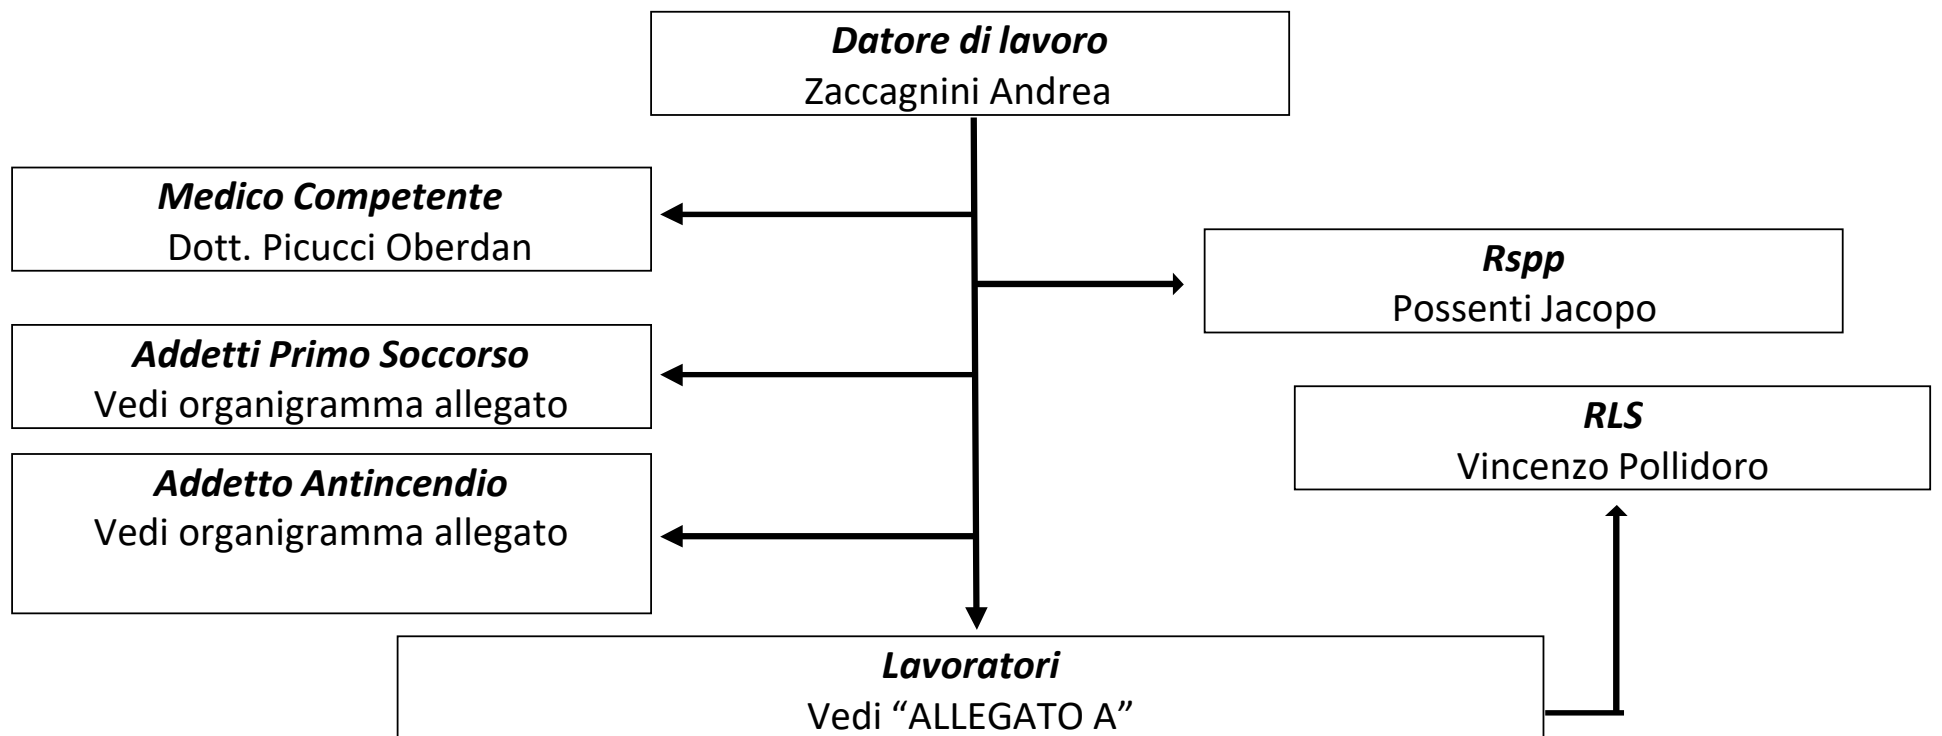 Datore di lavoro
Zaccagnini Andrea
Medico Competente
Dott. Picucci Oberdan
Rspp
Possenti Jacopo
Addetti Primo Soccorso
Vedi organigramma allegato
RLS
Vincenzo Pollidoro
Addetto Antincendio
Vedi organigramma allegato
Lavoratori
Vedi “ALLEGATO A”